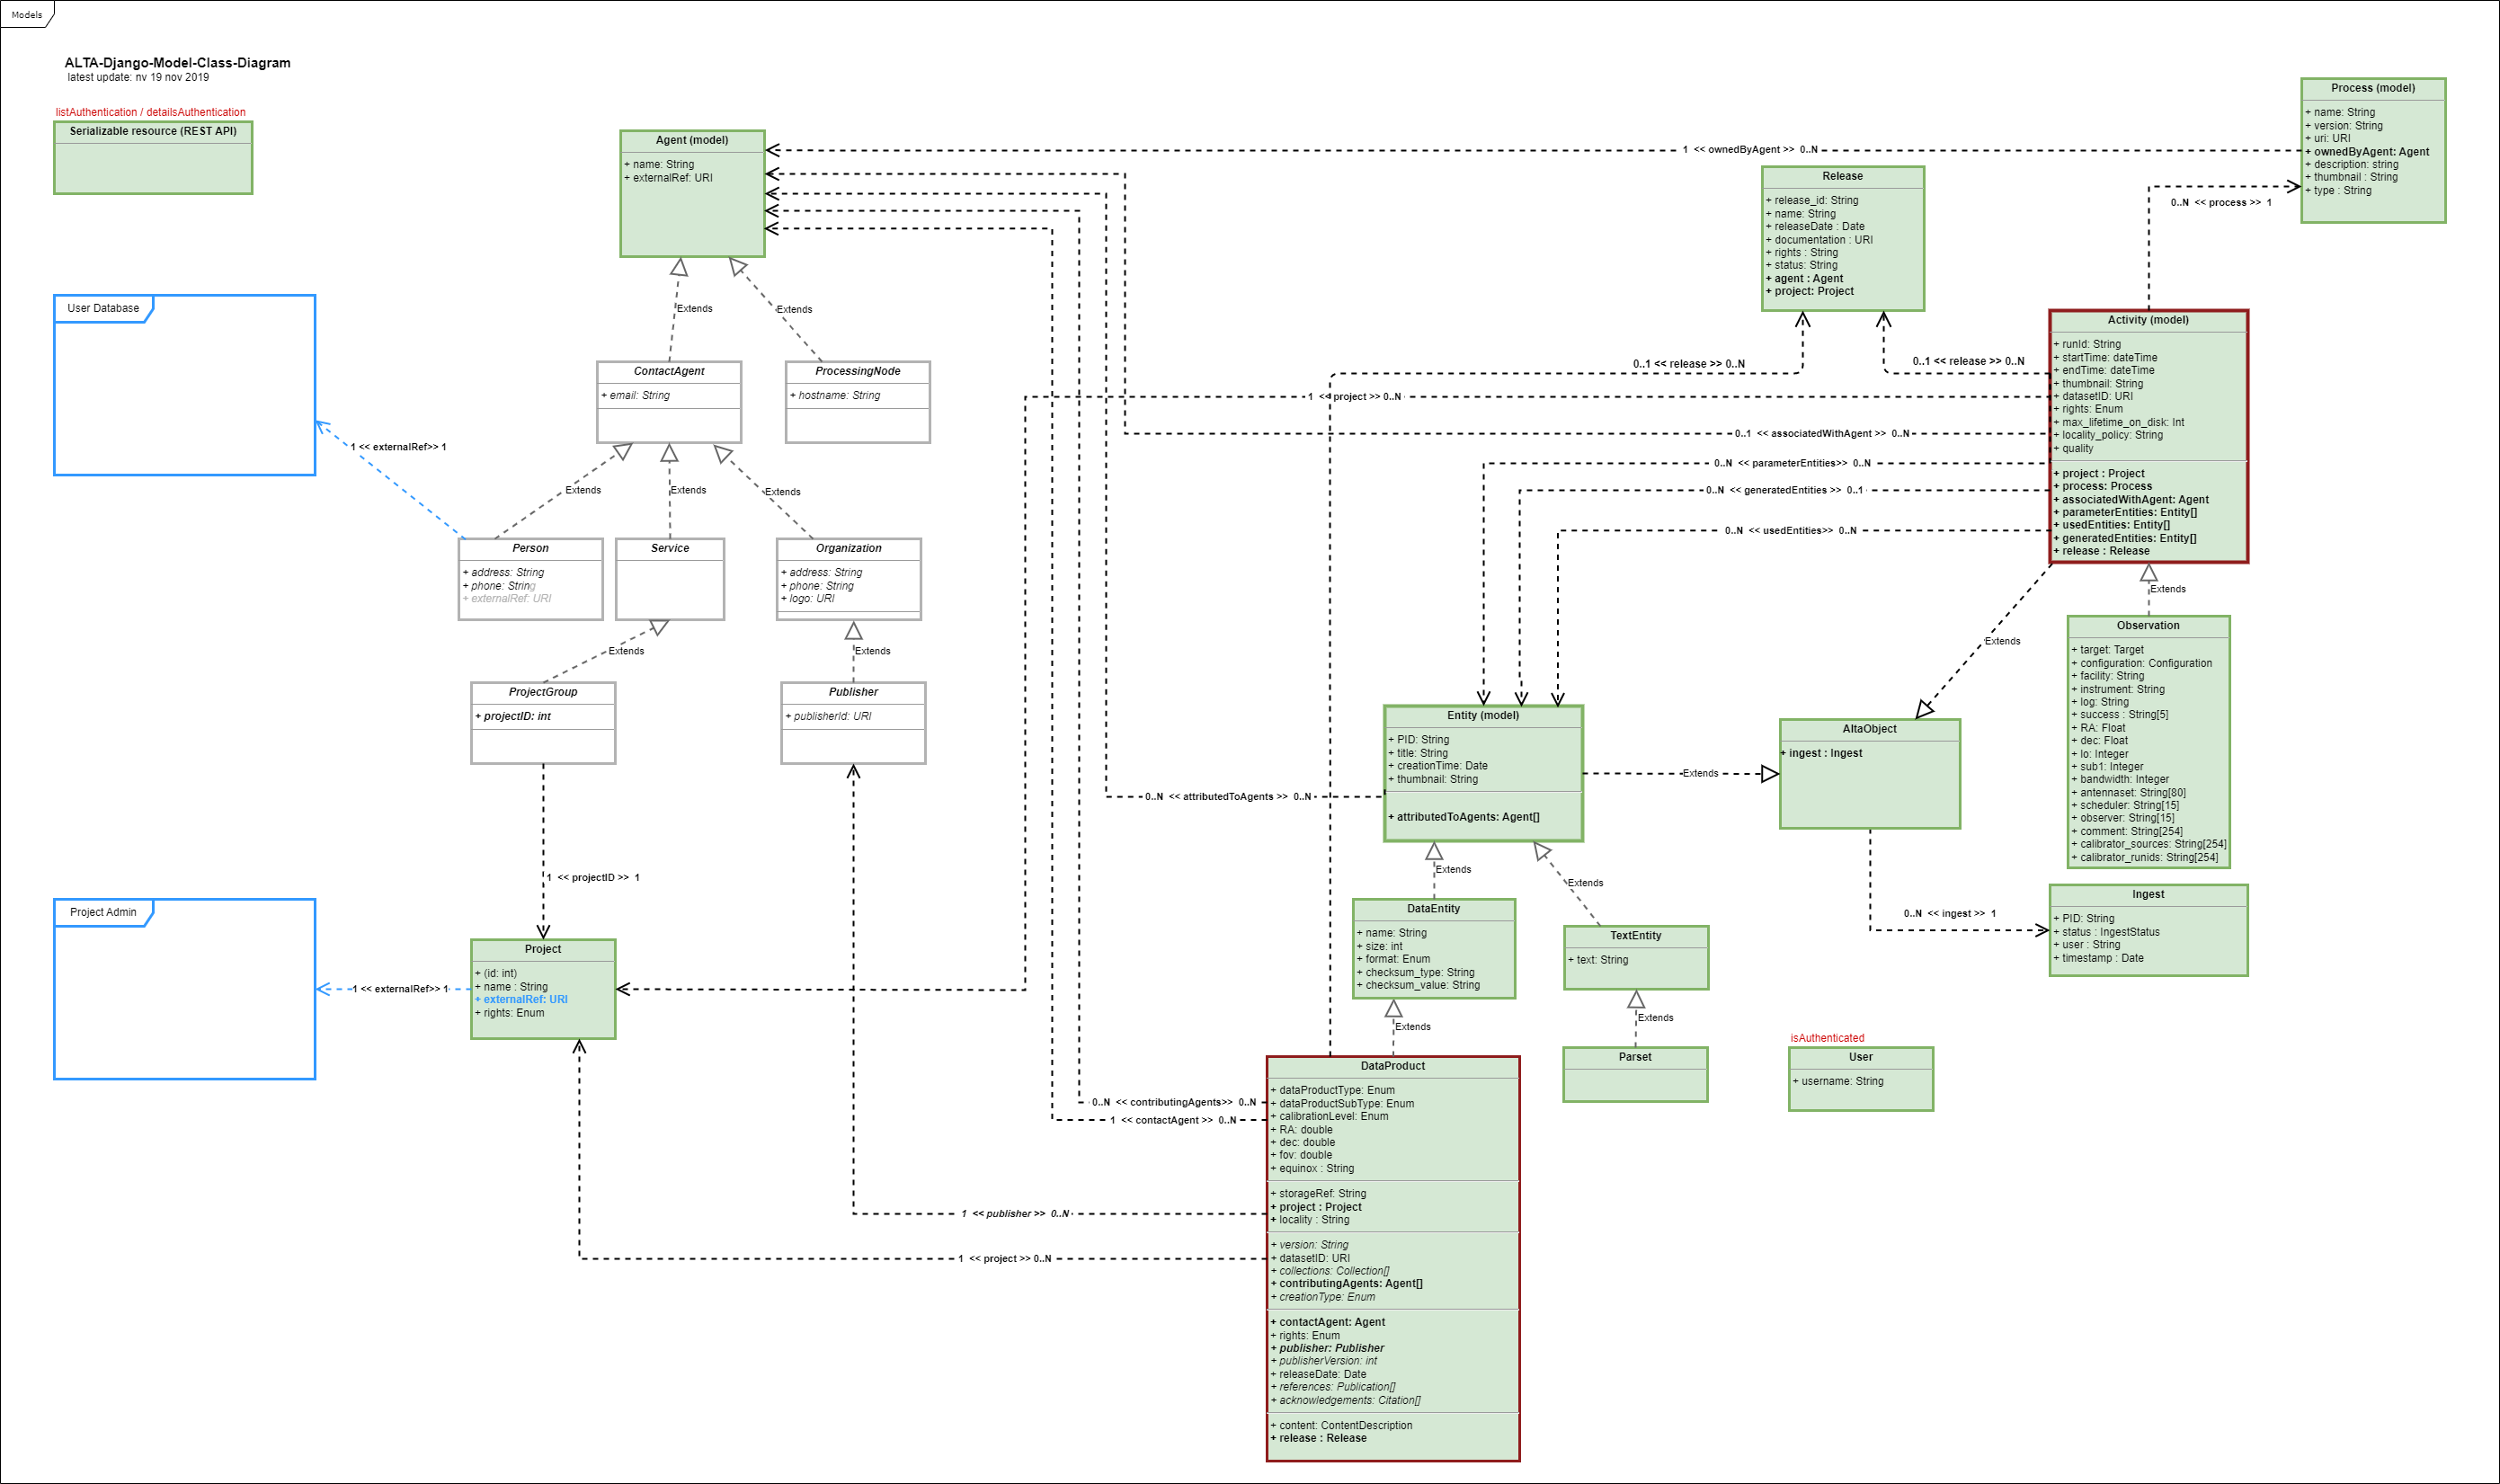 Models
ALTA-Django-Model-Class-Diagram
latest update: nv 19 nov 2019
listAuthentication / detailsAuthentication
Serializable resource (REST API)
User Database
1 << externalRef>> 1
Project Admin
1 << externalRef>> 1
Agent (model)
+ name: String
+ externalRef: URI
Extends
Extends
ContactAgent
+ email: String
ProcessingNode
+ hostname: String
Extends
Extends
Extends
Person
+ address: String
+ phone: String
+ externalRef: URI
Service
Organization
+ address: String
+ phone: String
+ logo: URI
Extends
Extends
ProjectGroup
+ projectID: int
Publisher
+ publisherId: URI
1 << projectID >> 1
Project
+ (id: int)
+ name : String
+ externalRef: URI
+ rights: Enum
1 << ownedByAgent >> 0..N
Process (model)
+ name: String
+ version: String
+ uri: URI
+ ownedByAgent: Agent
+ description: string
+ thumbnail : String
+ type : String
0..N << process >> 1
Release
+ release_id: String
+ name: String
+ releaseDate : Date
+ documentation : URI
+ rights : String
+ status: String
+ agent : Agent
+ project: Project
0..1 << release >> 0..N
0..1 << release >> 0..N
1 << project >> 0..N
0..1 << associatedWithAgent >> 0..N
0..N << parameterEntities>> 0..N
0..N << generatedEntities >> 0..1
0..N << usedEntities>> 0..N
Activity (model)
+ runId: String
+ startTime: dateTime
+ endTime: dateTime
+ thumbnail: String
+ datasetID: URI
+ rights: Enum
+ max_lifetime_on_disk: Int
+ locality_policy: String
+ quality
+ project : Project
+ process: Process
+ associatedWithAgent: Agent
+ parameterEntities: Entity[]
+ usedEntities: Entity[]
+ generatedEntities: Entity[]
+ release : Release
Extends
Extends
Observation
+ target: Target
+ configuration: Configuration
+ facility: String
+ instrument: String
+ log: String
+ success : String[5]
+ RA: Float
+ dec: Float
+ lo: Integer
+ sub1: Integer
+ bandwidth: Integer
+ antennaset: String[80]
+ scheduler: String[15]
+ observer: String[15]
+ comment: String[254]
+ calibrator_sources: String[254]
+ calibrator_runids: String[254]
Entity (model)
+ PID: String
+ title: String
+ creationTime: Date
+ thumbnail: String
+ attributedToAgents: Agent[]
0..N << attributedToAgents >> 0..N
Extends
AltaObject
+ ingest : Ingest
0..N << ingest >> 1
Ingest
+ PID: String
+ status : IngestStatus
+ user : String
+ timestamp : Date
Extends
Extends
DataEntity
+ name: String
+ size: int
+ format: Enum
+ checksum_type: String
+ checksum_value: String
TextEntity
+ text: String
Extends
Extends
Parset
isAuthenticated
User
+ username: String
DataProduct
+ dataProductType: Enum
+ dataProductSubType: Enum
+ calibrationLevel: Enum
+ RA: double
+ dec: double
+ fov: double
+ equinox : String
+ storageRef: String
+ project : Project
+ locality : String
+ version: String
+ datasetID: URI
+ collections: Collection[]
+ contributingAgents: Agent[]
+ creationType: Enum
+ contactAgent: Agent
+ rights: Enum
+ publisher: Publisher
+ publisherVersion: int
+ releaseDate: Date
+ references: Publication[]
+ acknowledgements: Citation[]
+ content: ContentDescription
+ release : Release
0..N << contributingAgents>> 0..N
1 << contactAgent >> 0..N
1 << publisher >> 0..N
1 << project >> 0..N